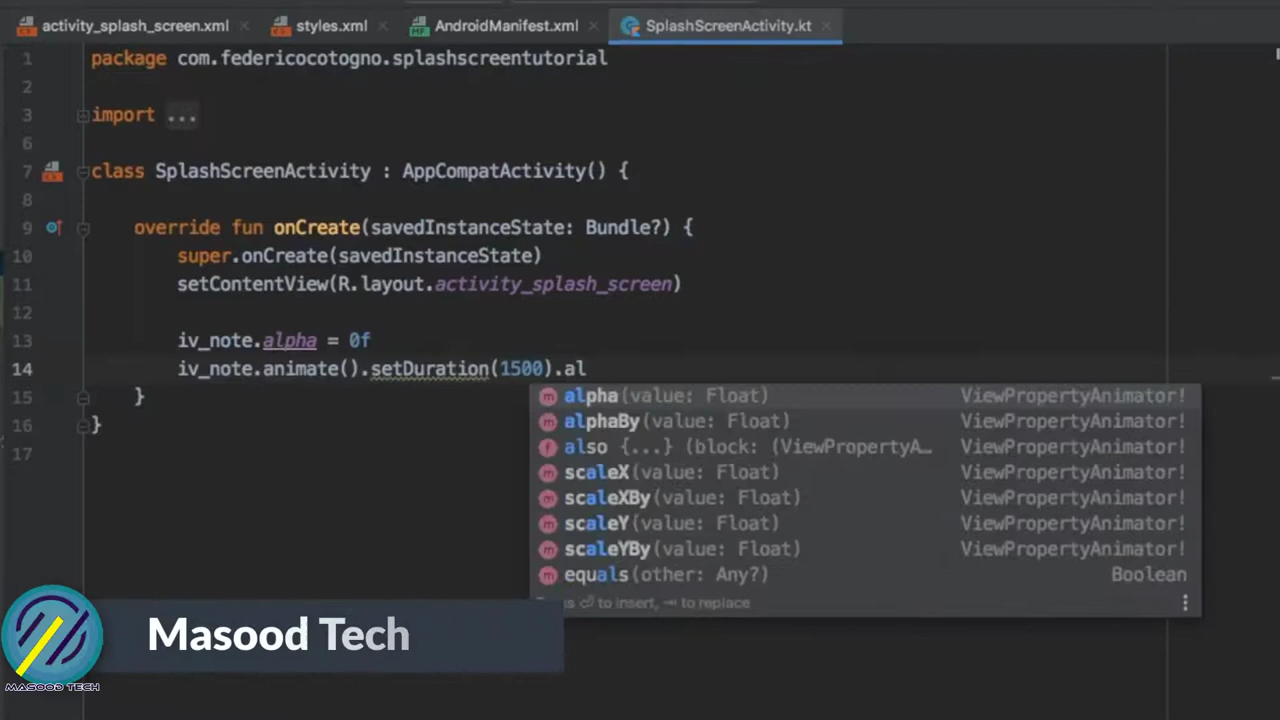 activity_splash_screen.xml
styles.xml
AndroidManifest.xml
SplashScreenActivity.kt
1 package com.federicocotogno.splashscreentutorial
2
3 import ...
6
7 class SplashScreenActivity : AppCompatActivity() {
8
9 override fun onCreate(savedInstanceState: Bundle?) {
10 super.onCreate(savedInstanceState)
11 setContentView(R.layout.activity_splash_screen)
12
13 iv_note.alpha = 0f
14 iv_note.animate().setDuration(1500).al
15 }
16 }
17
alpha(value: Float) ViewPropertyAnimator!
alphaBy(value: Float) ViewPropertyAnimator!
also {...} (block: (ViewPropertyA...
scaleX(value: Float) ViewPropertyAnimator!
scaleXBy(value: Float) ViewPropertyAnimator!
scaleY(value: Float) ViewPropertyAnimator!
scaleYBy(value: Float) ViewPropertyAnimator!
equals(other: Any?) Boolean
to insert, ⇥ to replace
Masood Tech
MASOOD TECH